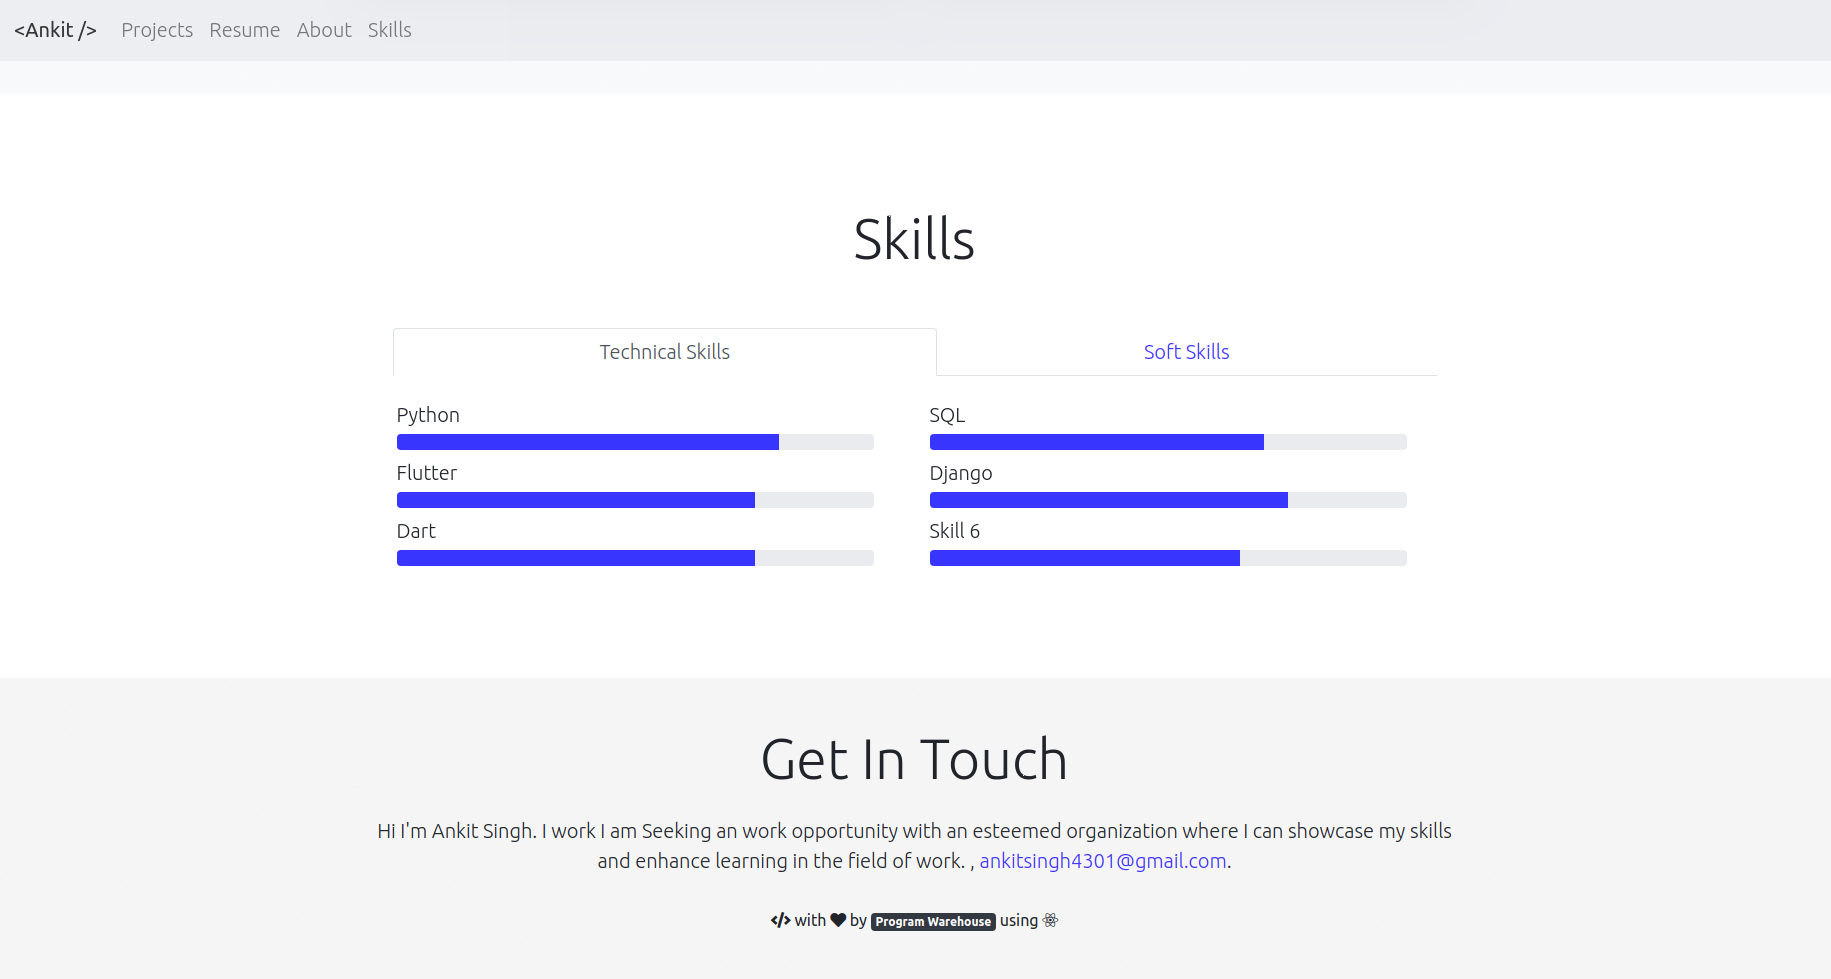 <Ankit /> Projects Resume About Skills
Skills
Technical Skills Soft Skills
Python SQL
Flutter Django
Dart Skill 6
Get In Touch
Hi I'm Ankit Singh. I work I am Seeking an work opportunity with an esteemed organization where I can showcase my skills
and enhance learning in the field of work. , ankitsingh4301@gmail.com.
</> with ♥ by Program Warehouse using